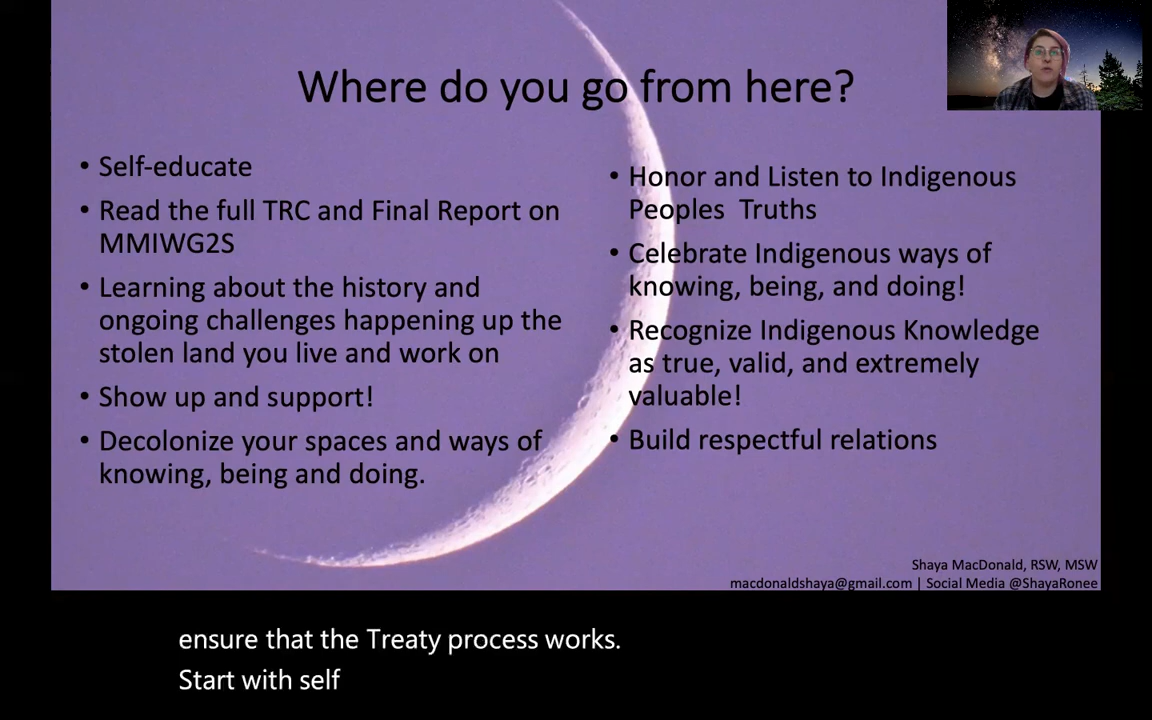 Where do you go from here?
• Self-educate
• Read the full TRC and Final Report on
MMIWG2S
• Learning about the history and
ongoing challenges happening up the
stolen land you live and work on
• Show up and support!
• Decolonize your spaces and ways of
knowing, being and doing.
• Honor and Listen to Indigenous
Peoples  Truths
• Celebrate Indigenous ways of
knowing, being, and doing!
• Recognize Indigenous Knowledge
as true, valid, and extremely
valuable!
• Build respectful relations
Shaya MacDonald, RSW, MSW
macdonaldshaya@gmail.com | Social Media @ShayaRonee
ensure that the Treaty process works.
Start with self